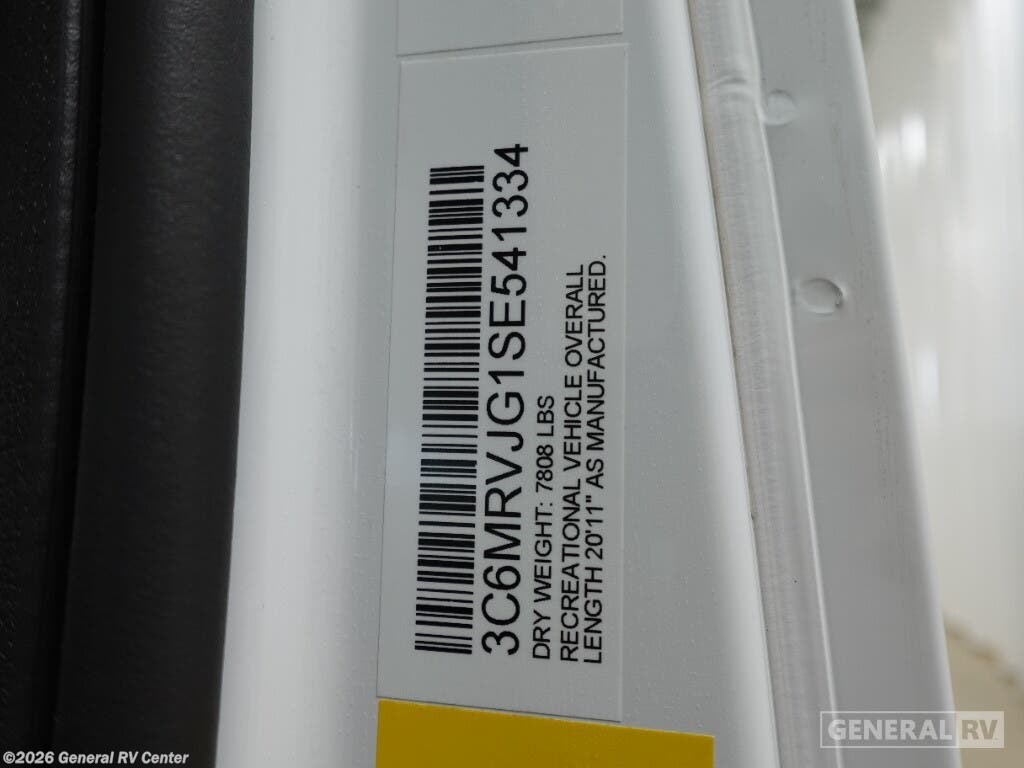 3C6MRVJG1SE541334
DRY WEIGHT: 7808 LBS
RECREATIONAL VEHICLE OVERALL
LENGTH 20'11" AS MANUFACTURED.
GENERAL RV
©2026 General RV Center